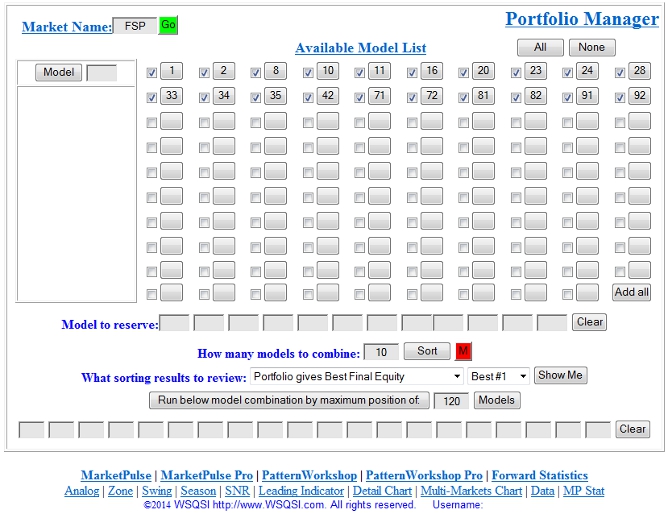 Portfolio Manager
Market Name: FSP Go
Available Model List All None
Model 1 2 8 10 11 16 20 23 24 28
33 34 35 42 71 72 81 82 91 92
Add all
Model to reserve: Clear
How many models to combine: 10 Sort M
What sorting results to review: Portfolio gives Best Final Equity Best #1 Show Me
Run below model combination by maximum position of: 120 Models
Clear
MarketPulse | MarketPulse Pro | PatternWorkshop | PatternWorkshop Pro | Forward Statistics
Analog | Zone | Swing | Season | SNR | Leading Indicator | Detail Chart | Multi-Markets Chart | Data | MP Stat
©2014 WSQSI http://www.WSQSI.com. All rights reserved. Username: